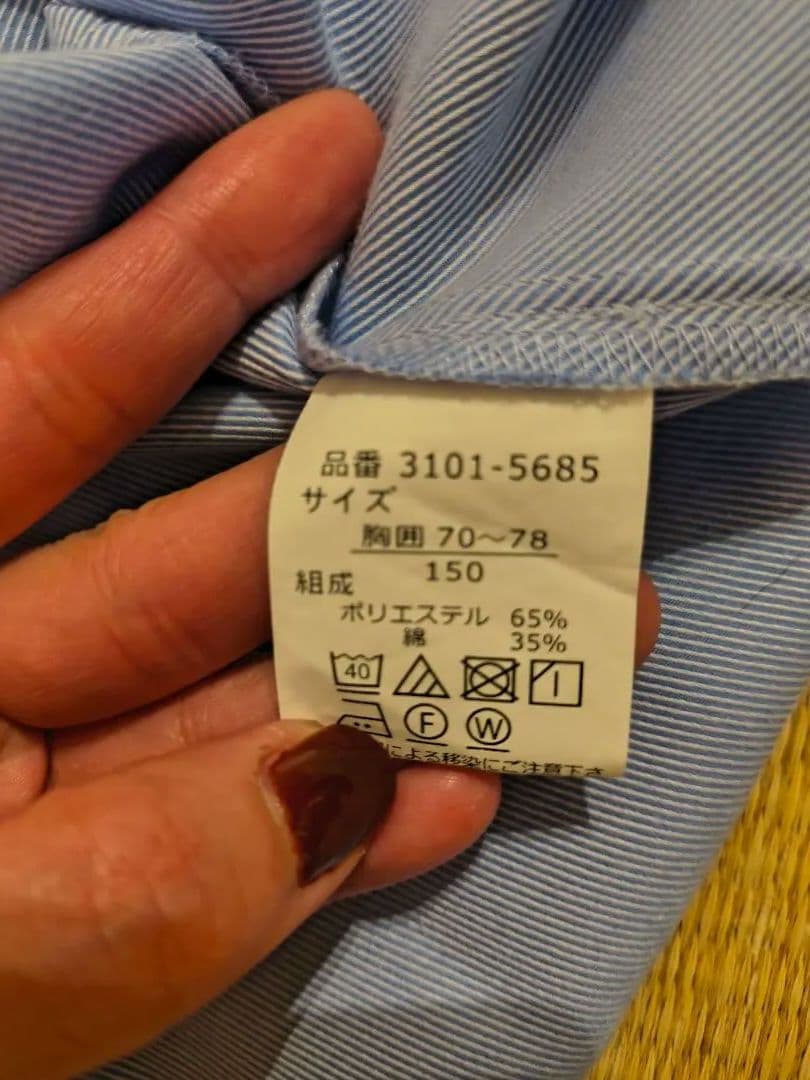 品番 3101-5685
サイズ
胸囲 70～78
150
組成
ポリエステル 65%
綿 35%
40
F W
による移染にご注意下さ